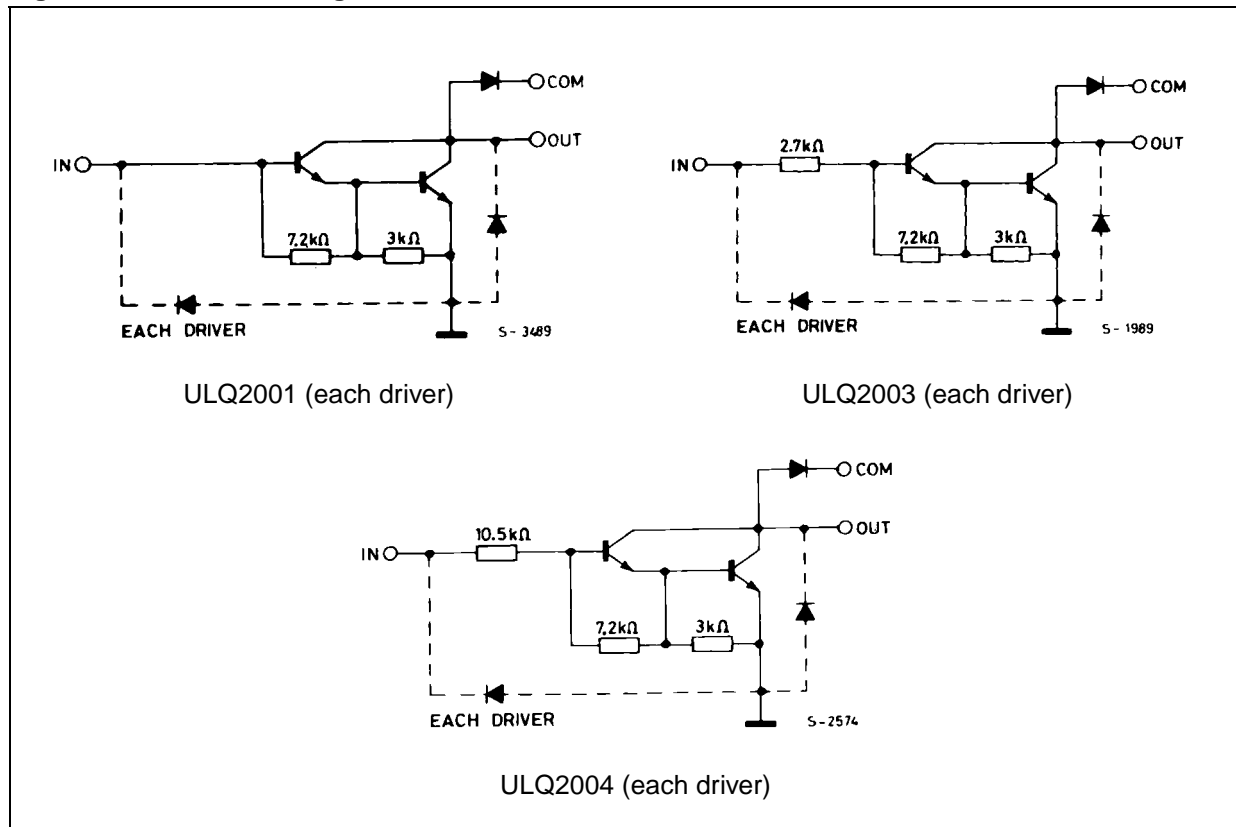 COM
OUT
IN
7.2kΩ
3kΩ
EACH DRIVER
S-3489
ULQ2001 (each driver)
COM
OUT
IN
2.7kΩ
7.2kΩ
3kΩ
EACH DRIVER
S-1989
ULQ2003 (each driver)
COM
OUT
IN
10.5kΩ
7.2kΩ
3kΩ
EACH DRIVER
S-2574
ULQ2004 (each driver)